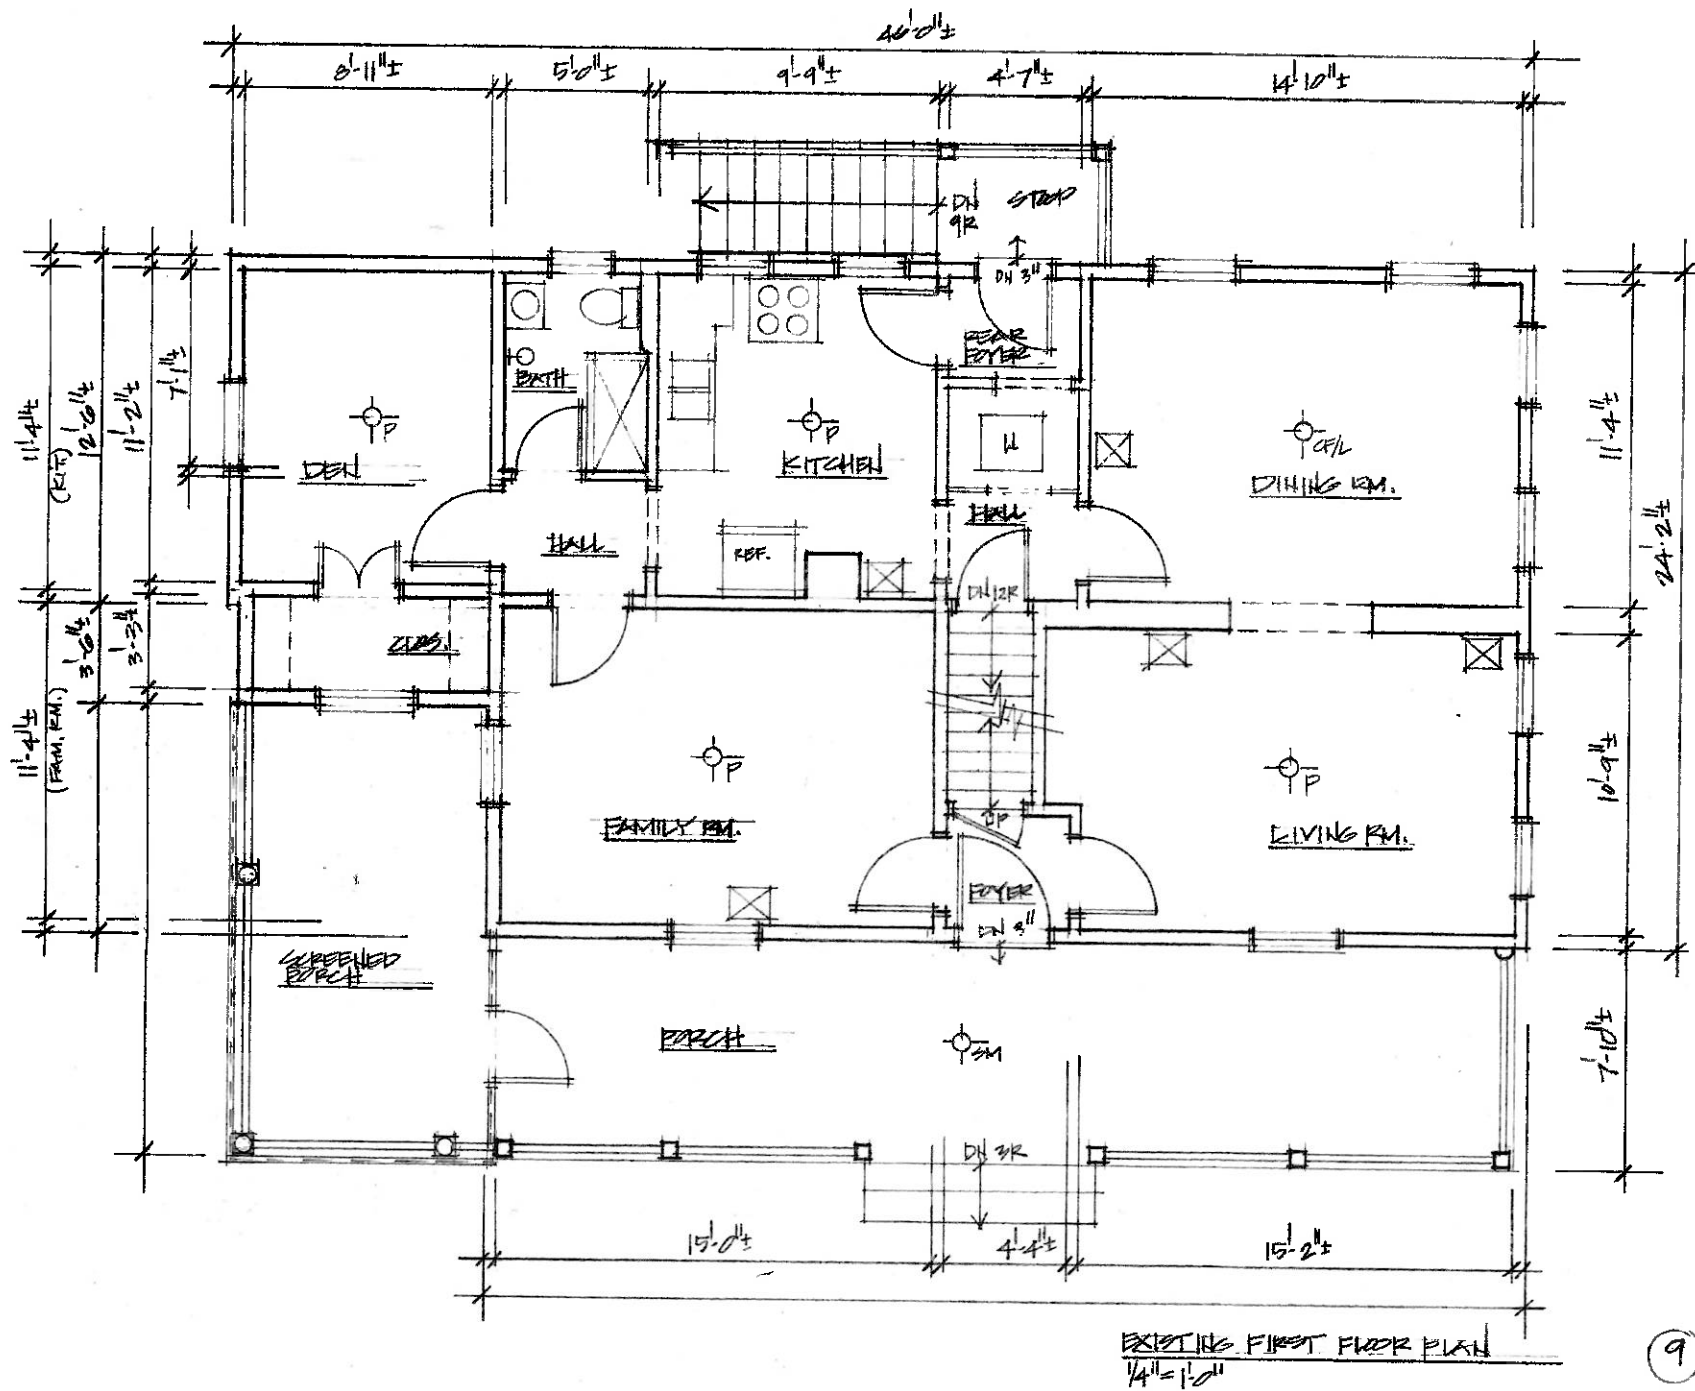 46'-0"±
8'-11"±
5'-0"±
9'-9"±
4'-7"±
14'-10"±
DN
9R
STOOP
DN 3"
REAR
FOYER
BATH
7'-1"±
11'-2"±
12'-6"±
(KIT)
11'-4"±
P
DEN
P
KITCHEN
W
CF/L
DINING RM.
11'-4"±
24'-2"±
HALL
HALL
REF.
DN 12R
3'-3"±
3'-6"±
CLOS.
11'-4"±
(FAM. RM.)
P
FAMILY RM.
UP
P
LIVING RM.
10'-9"±
FOYER
DN 3"
SCREENED
PORCH
PORCH
SM
7'-10"±
DN 3R
15'-0"±
4'-4"±
15'-2"±
EXISTING FIRST FLOOR PLAN
1/4"=1'-0"
9